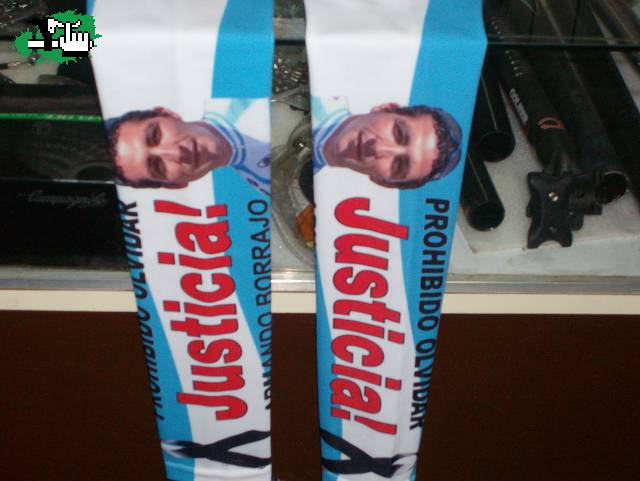 PROHIBIDO OLVIDAR
Justicia!
ARMANDO BORRAJO
Justicia!
PROHIBIDO OLVIDAR
Campagnolo